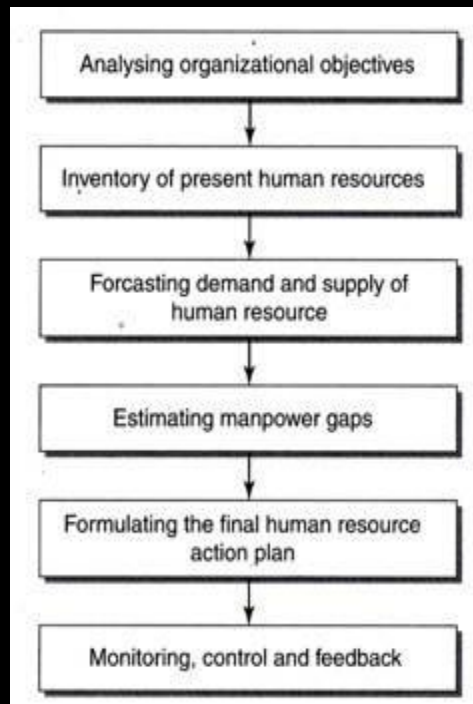 Analysing organizational objectives
Inventory of present human resources
Forcasting demand and supply of
human resource
Estimating manpower gaps
Formulating the final human resource
action plan
Monitoring, control and feedback